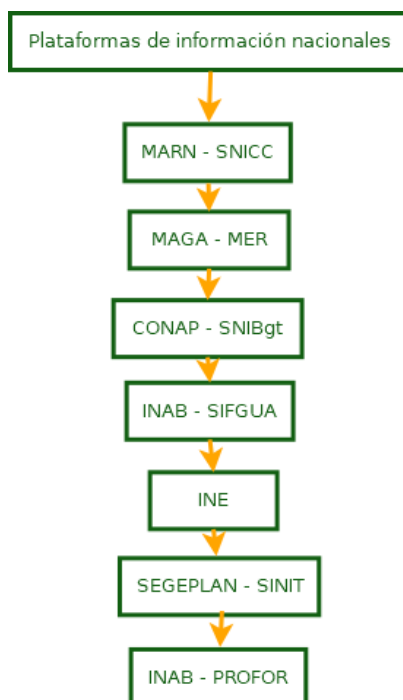 Plataformas de información nacionales
MARN - SNICC
MAGA - MER
CONAP - SNIBgt
INAB - SIFGUA
INE
SEGEPLAN - SINIT
INAB - PROFOR